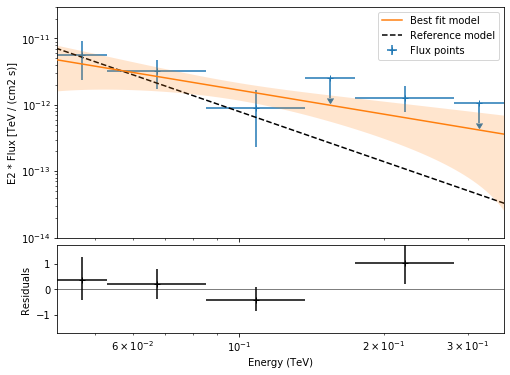 Best fit model
Reference model
Flux points
10⁻¹¹
10⁻¹²
10⁻¹³
10⁻¹⁴
E2 * Flux [TeV / (cm2 s)]
1
0
−1
Residuals
6 × 10⁻²
10⁻¹
2 × 10⁻¹
3 × 10⁻¹
Energy (TeV)